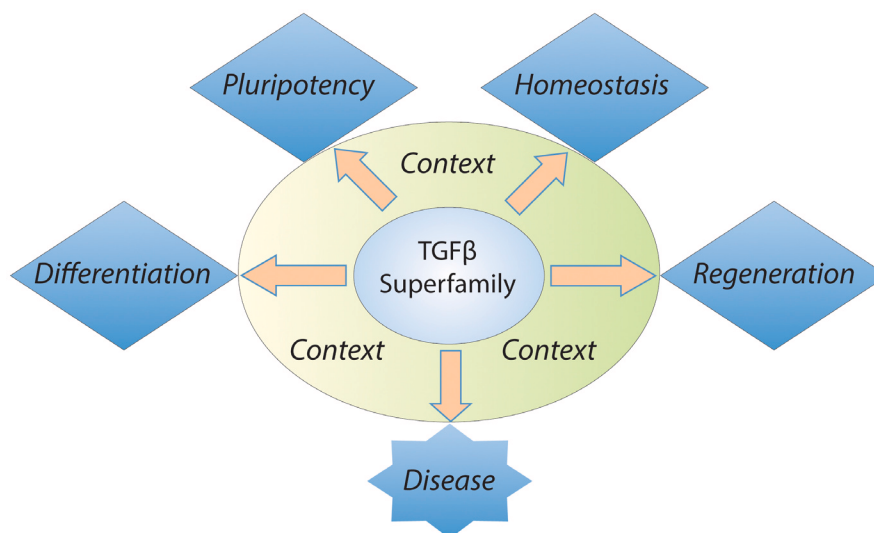 Pluripotency
Homeostasis
Context
TGFβ
Superfamily
Differentiation
Regeneration
Context
Context
Disease